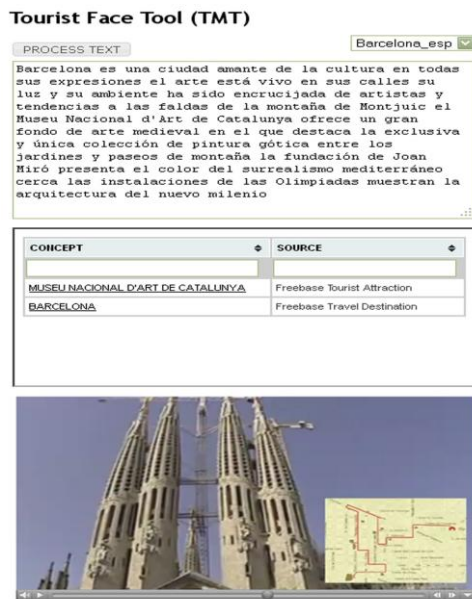 Tourist Face Tool (TMT)
PROCESS TEXT
Barcelona_esp
Barcelona es una ciudad amante de la cultura en todas
sus expresiones el arte está vivo en sus calles su
luz y su ambiente ha sido encrucijada de artistas y
tendencias a las faldas de la montaña de Montjuic el
Museu Nacional d'Art de Catalunya ofrece un gran
fondo de arte medieval en el que destaca la exclusiva
y única colección de pintura gótica entre los
jardines y paseos de montaña la fundación de Joan
Miró presenta el color del surrealismo mediterráneo
cerca las instalaciones de las Olimpiadas muestran la
arquitectura del nuevo milenio
CONCEPT SOURCE
MUSEU NACIONAL D'ART DE CATALUNYA Freebase Tourist Attraction
BARCELONA Freebase Travel Destination